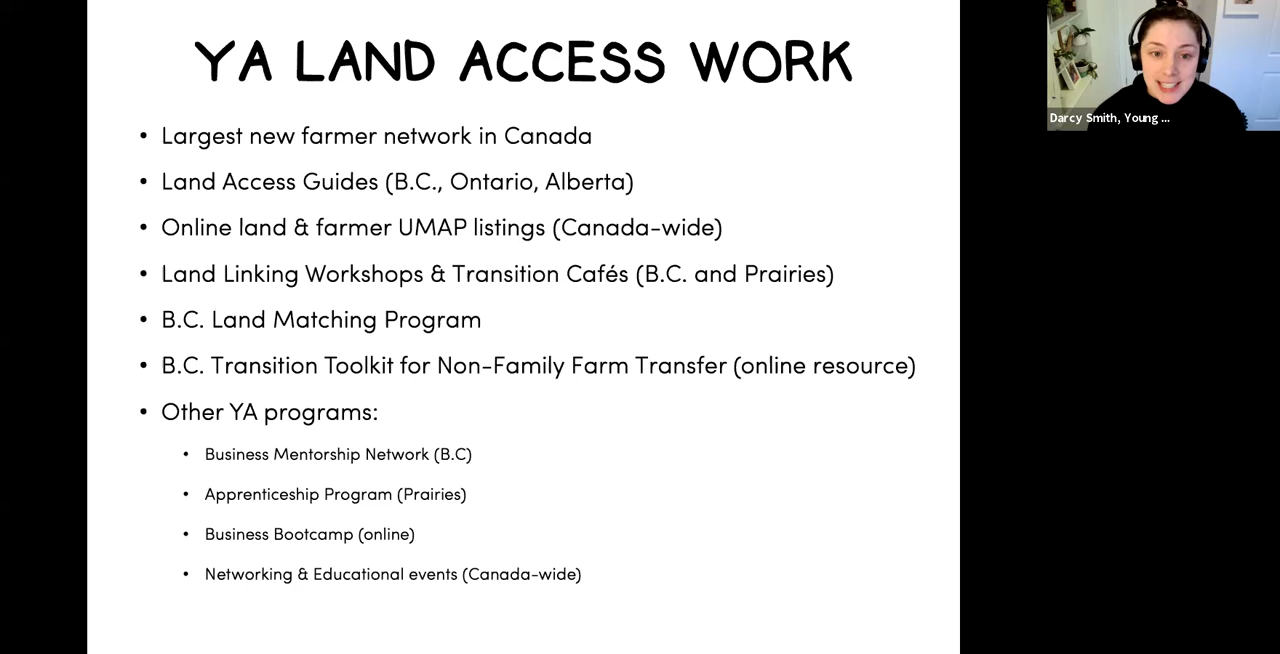 YA LAND ACCESS WORK
• Largest new farmer network in Canada
• Land Access Guides (B.C., Ontario, Alberta)
• Online land & farmer UMAP listings (Canada-wide)
• Land Linking Workshops & Transition Cafés (B.C. and Prairies)
• B.C. Land Matching Program
• B.C. Transition Toolkit for Non-Family Farm Transfer (online resource)
• Other YA programs:
• Business Mentorship Network (B.C)
• Apprenticeship Program (Prairies)
• Business Bootcamp (online)
• Networking & Educational events (Canada-wide)
Darcy Smith, Young ...